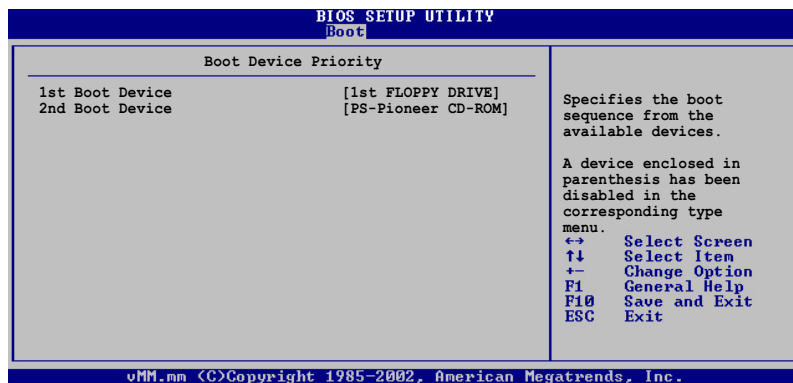 BIOS SETUP UTILITY
Boot
Boot Device Priority
1st Boot Device [1st FLOPPY DRIVE]
2nd Boot Device [PS-Pioneer CD-ROM]
Specifies the boot
sequence from the
available devices.
A device enclosed in
parenthesis has been
disabled in the
corresponding type
menu.
↔ Select Screen
↑↓ Select Item
+- Change Option
F1 General Help
F10 Save and Exit
ESC Exit
vMM.mm (C)Copyright 1985-2002, American Megatrends, Inc.